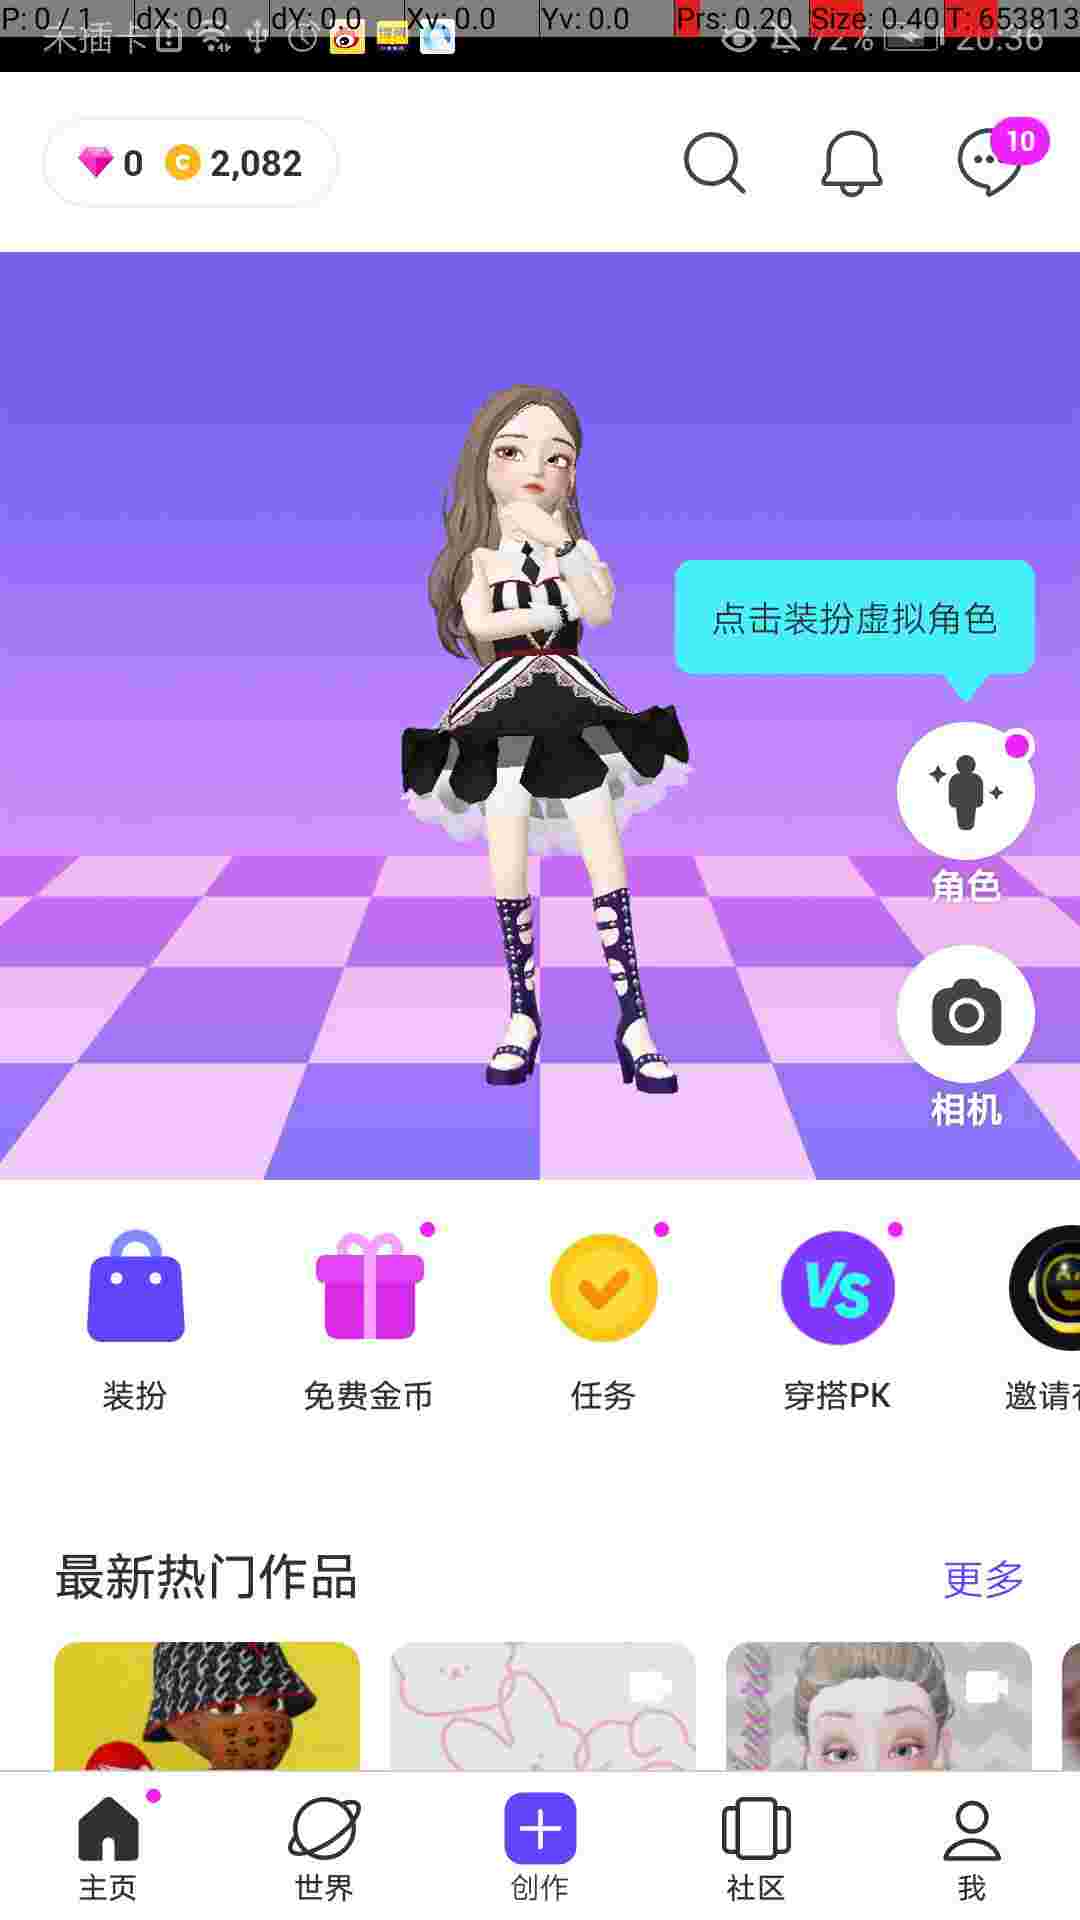 P: 0 / 1 dX: 0.0 dY: 0.0 Xv: 0.0 Yv: 0.0 Prs: 0.20 Size: 0.40 T: 653813
未插卡 72% 20:36
0 2,082 10
点击装扮虚拟角色
角色
相机
VS
装扮 免费金币 任务 穿搭PK 邀请
最新热门作品 更多
主页 世界 创作 社区 我